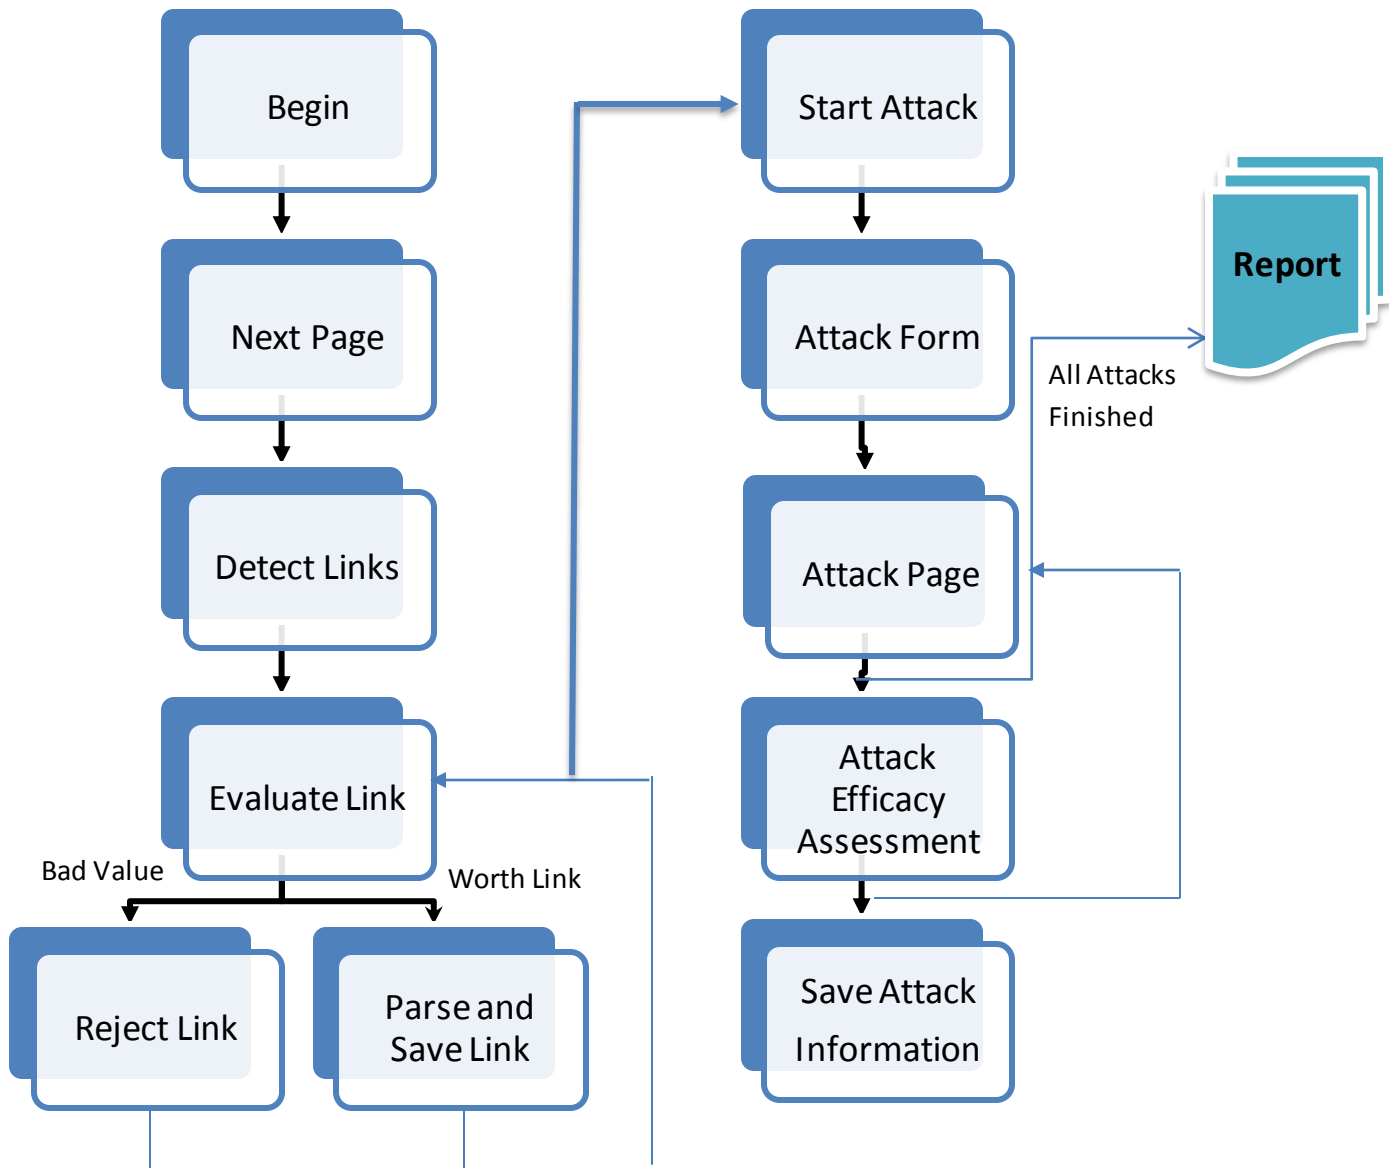 Begin
Next Page
Detect Links
Evaluate Link
Bad Value
Worth Link
Reject Link
Parse and
Save Link
Start Attack
Attack Form
Attack Page
Attack
Efficacy
Assessment
Save Attack
Information
All Attacks
Finished
Report